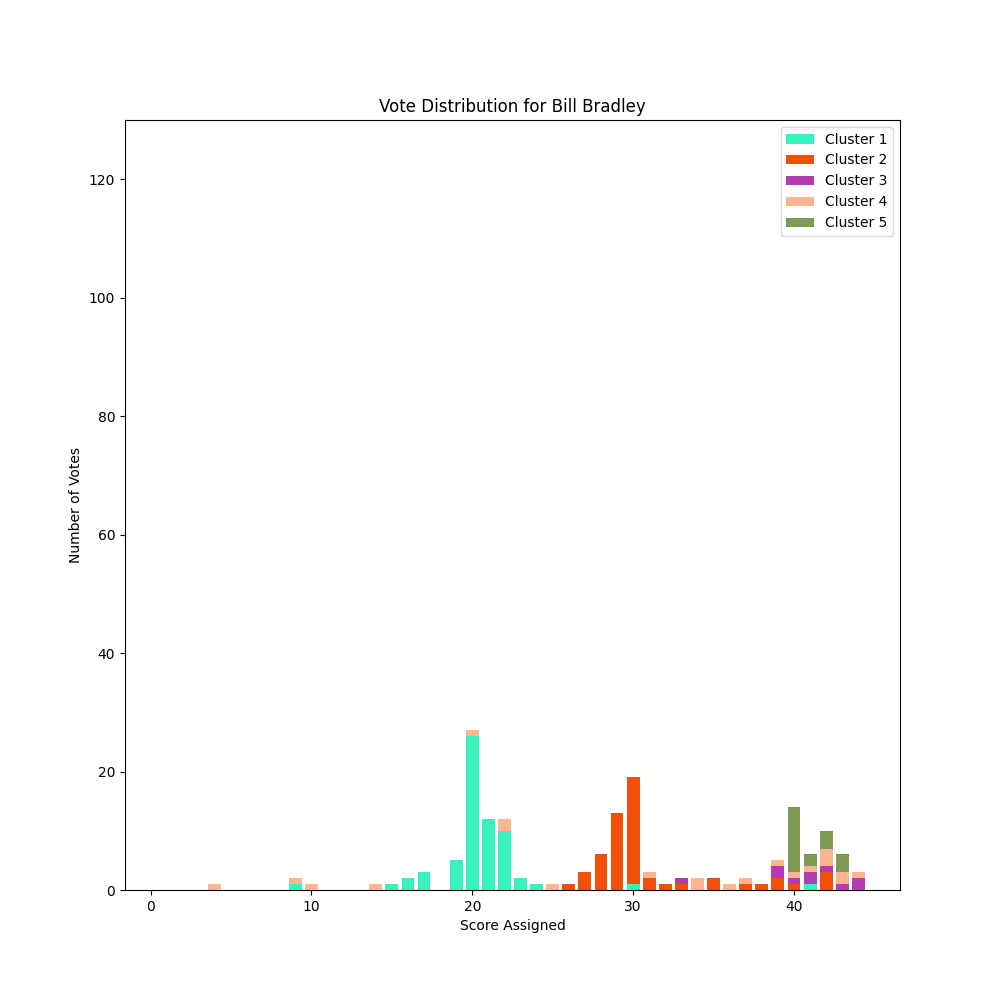 Vote Distribution for Bill Bradley
Cluster 1
Cluster 2
Cluster 3
Cluster 4
Cluster 5
120
100
80
60
40
20
0
Number of Votes
0 10 20 30 40
Score Assigned